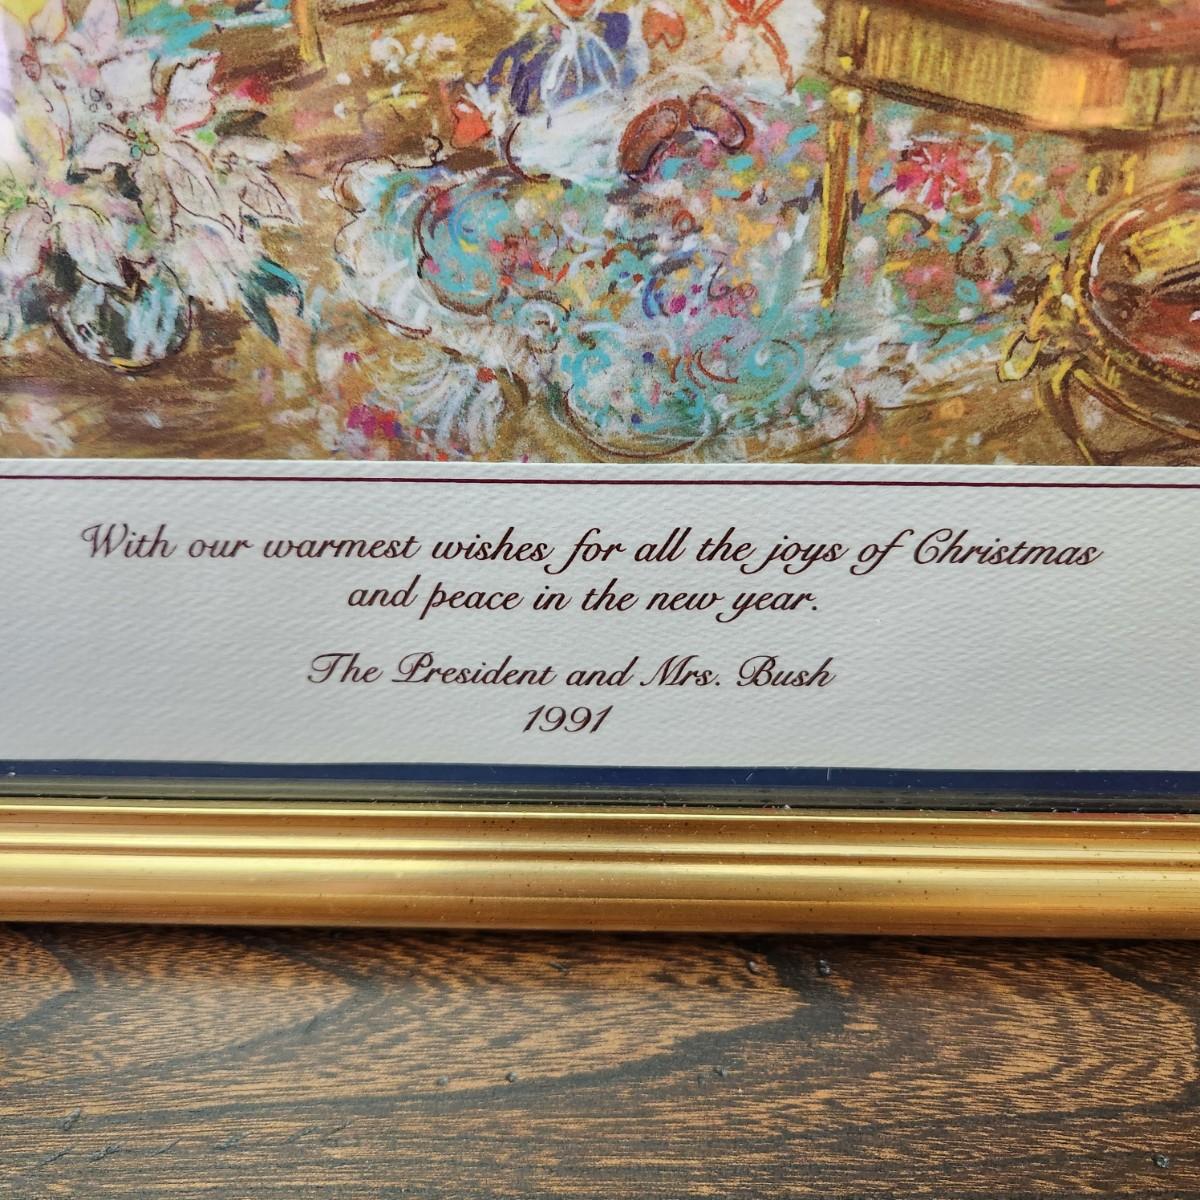 With our warmest wishes for all the joys of Christmas
and peace in the new year.
The President and Mrs. Bush
1991